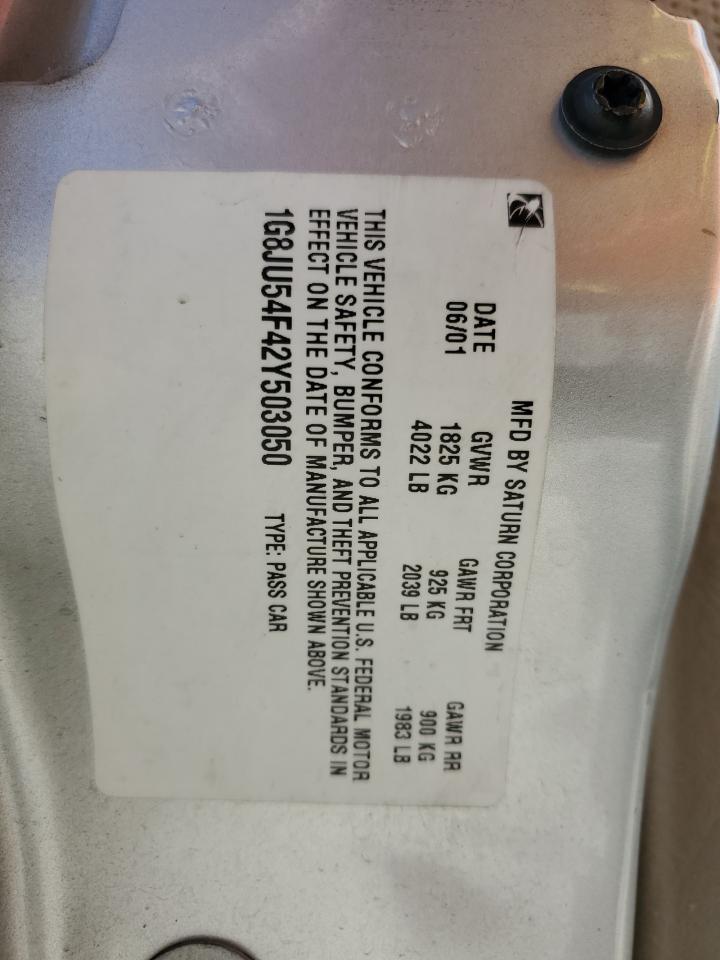 MFD BY SATURN CORPORATION
DATE GVWR GAWR FRT GAWR RR
06/01 1825 KG 925 KG 900 KG
4022 LB 2039 LB 1983 LB
THIS VEHICLE CONFORMS TO ALL APPLICABLE U.S. FEDERAL MOTOR
VEHICLE SAFETY, BUMPER, AND THEFT PREVENTION STANDARDS IN
EFFECT ON THE DATE OF MANUFACTURE SHOWN ABOVE.
1G8JU54F42Y503050 TYPE: PASS CAR